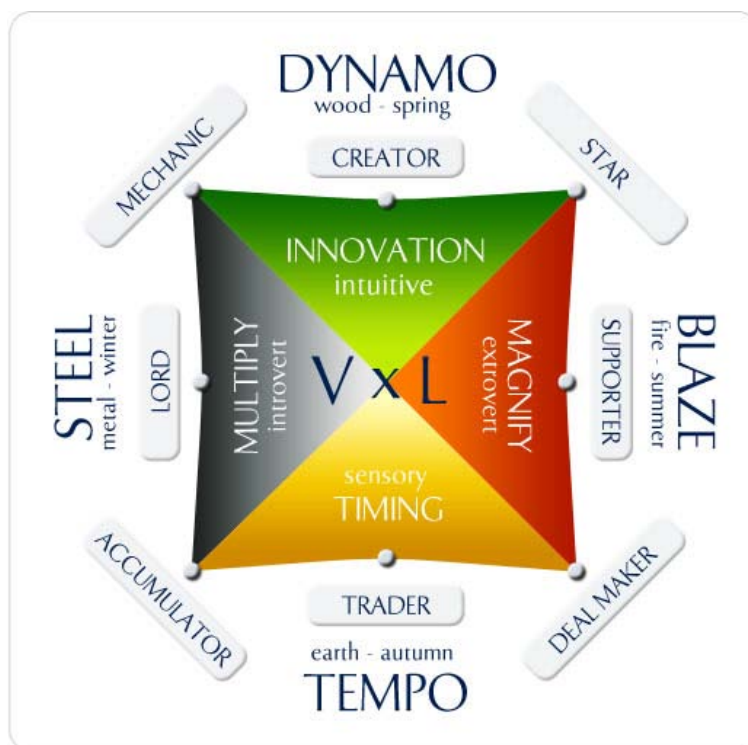 DYNAMO
wood - spring
MECHANIC
CREATOR
STAR
INNOVATION
intuitive
STEEL
metal - winter
LORD
MULTIPLY
introvert
V x L
MAGNIFY
extrovert
SUPPORTER
BLAZE
fire - summer
sensory
TIMING
ACCUMULATOR
TRADER
DEAL MAKER
earth - autumn
TEMPO